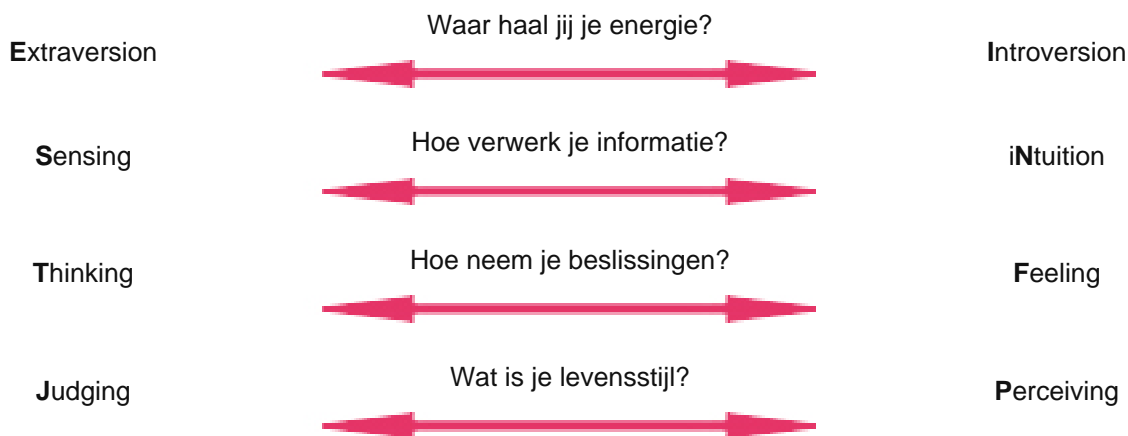 Waar haal jij je energie?
Extraversion
Introversion
Hoe verwerk je informatie?
Sensing
iNtuition
Hoe neem je beslissingen?
Thinking
Feeling
Wat is je levensstijl?
Judging
Perceiving